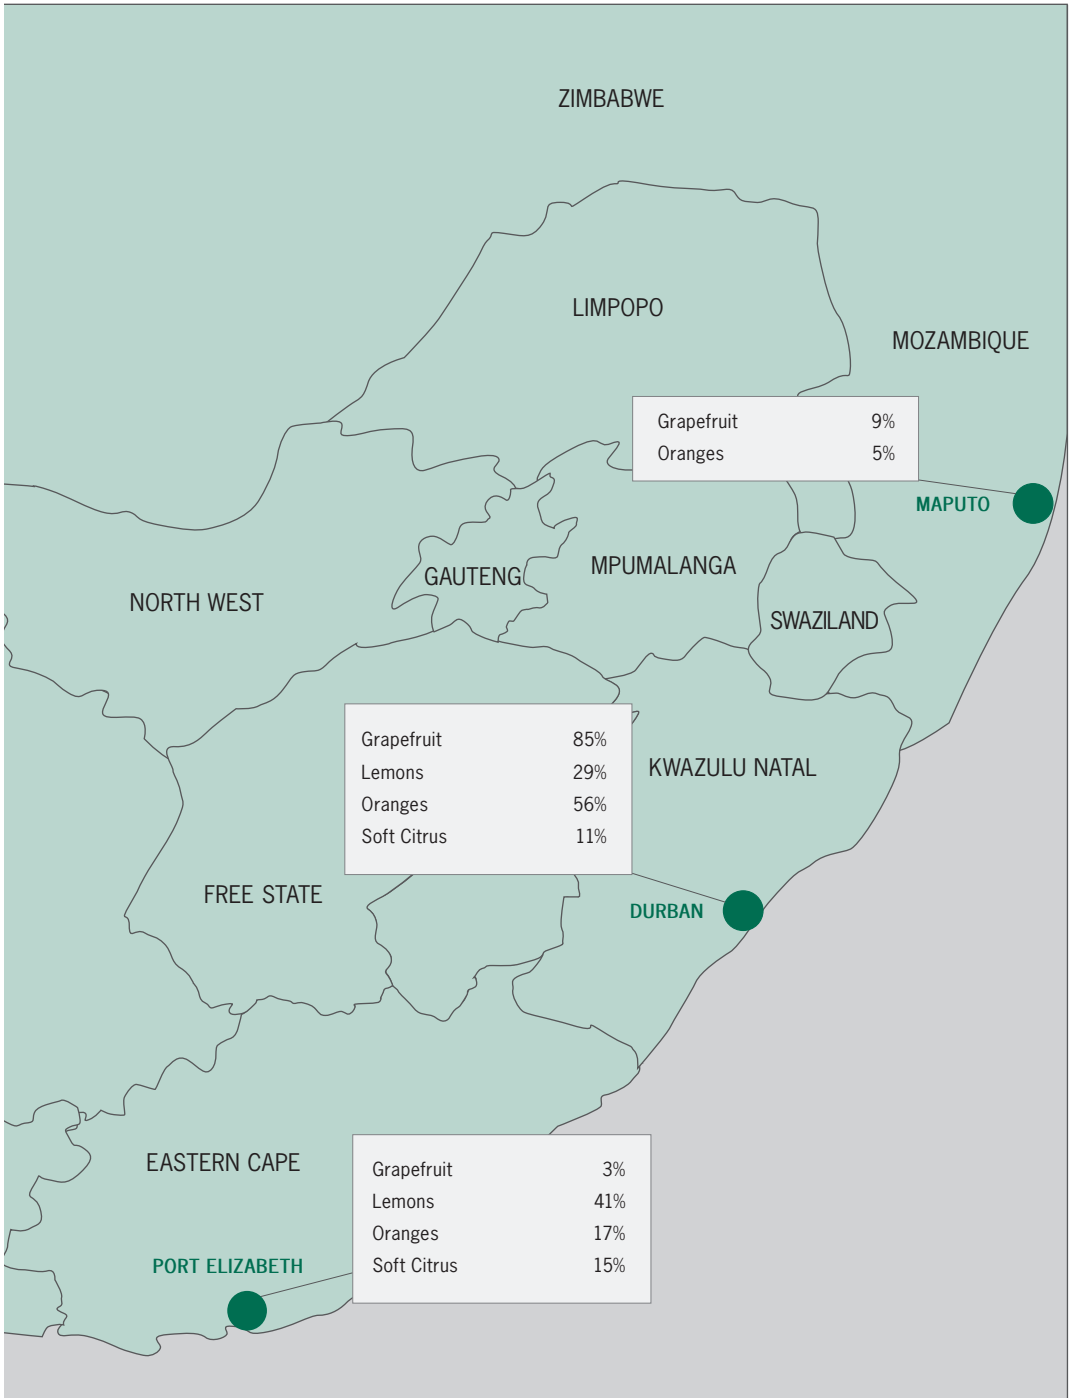 ZIMBABWE
LIMPOPO
MOZAMBIQUE
Grapefruit 9%
Oranges 5%
MAPUTO
MPUMALANGA
GAUTENG
NORTH WEST
SWAZILAND
Grapefruit 85%
Lemons 29%
Oranges 56%
Soft Citrus 11%
KWAZULU NATAL
FREE STATE
DURBAN
EASTERN CAPE
Grapefruit 3%
Lemons 41%
Oranges 17%
Soft Citrus 15%
PORT ELIZABETH